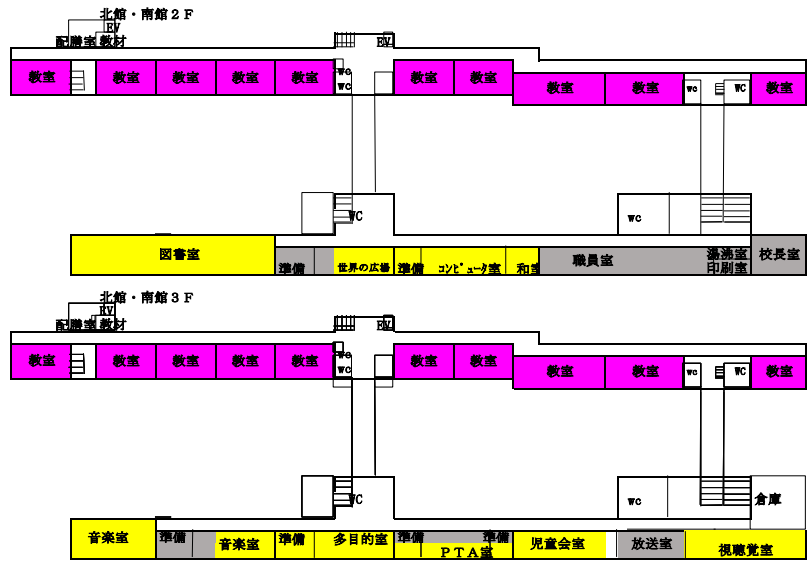 北館・南館２Ｆ
EV
配膳室 教材
EV
教室 教室 教室 教室 教室 WC 教室 教室
WC
教室 教室 WC WC 教室
WC
WC
図書室
準備 世界の広場 準備 コンピュータ室 和室 職員室 湯沸室 校長室
印刷室
北館・南館３Ｆ
EV
配膳室 教材
EV
教室 教室 教室 教室 教室 WC 教室 教室
WC
教室 教室 WC WC 教室
WC
WC
倉庫
音楽室 準備 音楽室 準備 多目的室 準備 準備 児童会室 放送室 視聴覚室
ＰＴＡ室